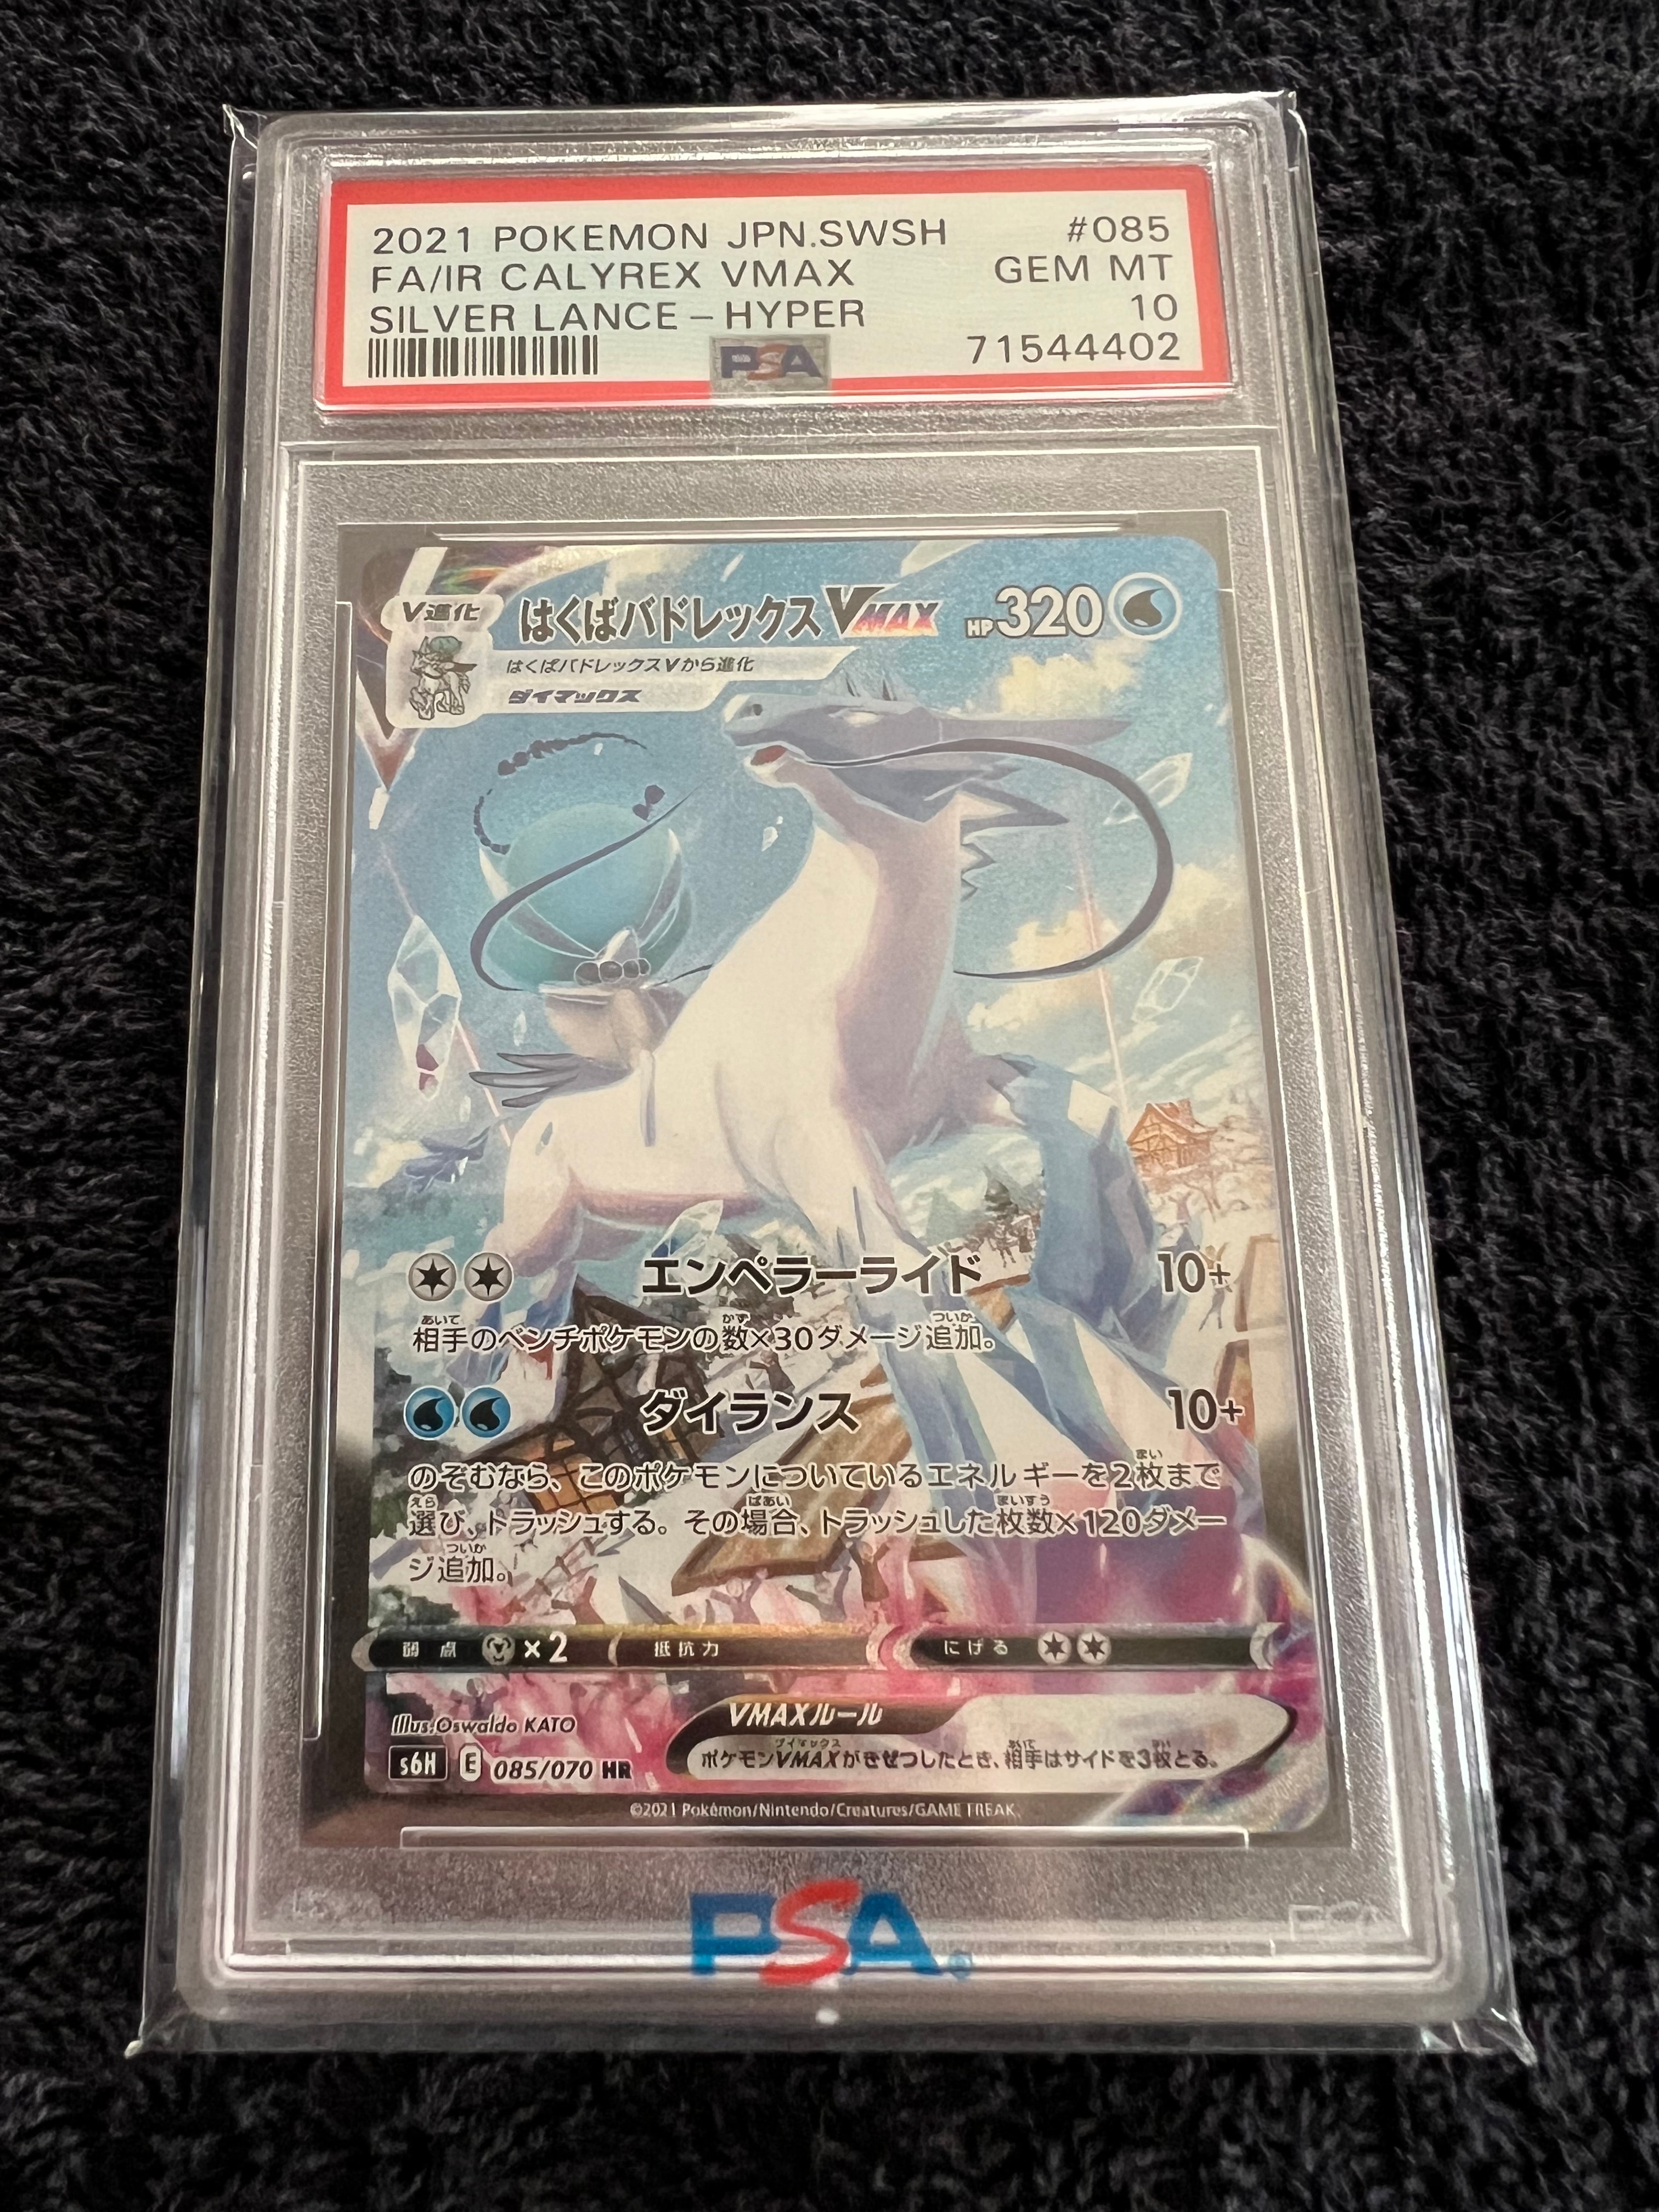 2021 POKEMON JPN.SWSH #085
FA/IR CALYREX VMAX GEM MT
SILVER LANCE-HYPER 10
71544402
PSA
V進化
はくばバドレックスVMAX HP320
はくばバドレックスVから進化
ダイマックス
エンペラーライド 10+
相手のベンチポケモンの数×30ダメージ追加。
ダイランス 10+
のぞむなら、このポケモンについているエネルギーを2枚まで
選び、トラッシュする。その場合、トラッシュした枚数×120ダメー
ジ追加。
弱点 ×2 抵抗力 にげる
Illus.Oswaldo KATO
VMAXルール
s6H E 085/070 HR
ポケモンVMAXがきぜつしたとき、相手はサイドを3枚とる。
©2021 Pokémon/Nintendo/Creatures/GAME FREAK
PSA®